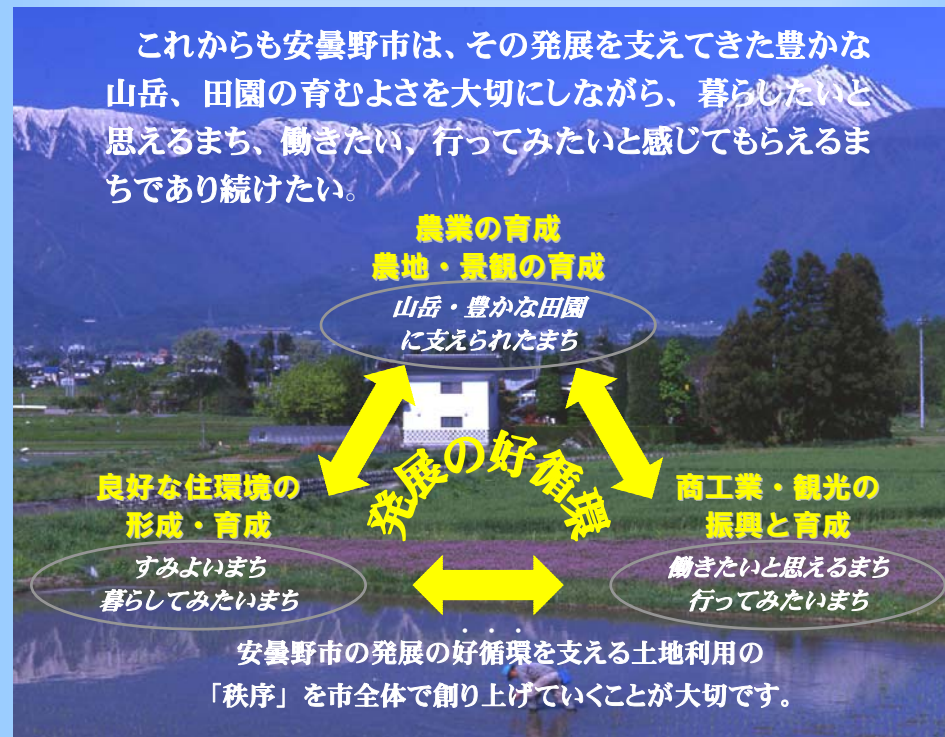 これからも安曇野市は、その発展を支えてきた豊かな
山岳、田園の育むよさを大切にしながら、暮らしたいと
思えるまち、働きたい、行ってみたいと感じてもらえるま
ちであり続けたい。
農業の育成
農地・景観の育成
山岳・豊かな田園
に支えられたまち
発展の好循環
良好な住環境の
形成・育成
すみよいまち
暮らしてみたいまち
商工業・観光の
振興と育成
働きたいと思えるまち
行ってみたいまち
安曇野市の発展の好循環を支える土地利用の
「秩序」を市全体で創り上げていくことが大切です。